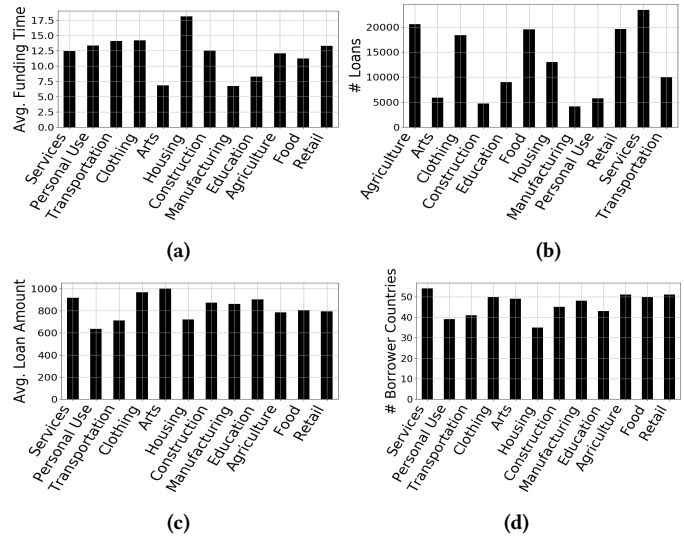 Avg. Funding Time
17.5
15.0
12.5
10.0
7.5
5.0
2.5
0.0
Services
Personal Use
Transportation
Clothing
Arts
Housing
Construction
Manufacturing
Education
Agriculture
Food
Retail
(a)
# Loans
20000
15000
10000
5000
0
Agriculture
Arts
Clothing
Construction
Education
Food
Housing
Manufacturing
Personal Use
Retail
Services
Transportation
(b)
Avg. Loan Amount
1000
800
600
400
200
0
Services
Personal Use
Transportation
Clothing
Arts
Housing
Construction
Manufacturing
Education
Agriculture
Food
Retail
(c)
# Borrower Countries
50
40
30
20
10
0
Services
Personal Use
Transportation
Clothing
Arts
Housing
Construction
Manufacturing
Education
Agriculture
Food
Retail
(d)